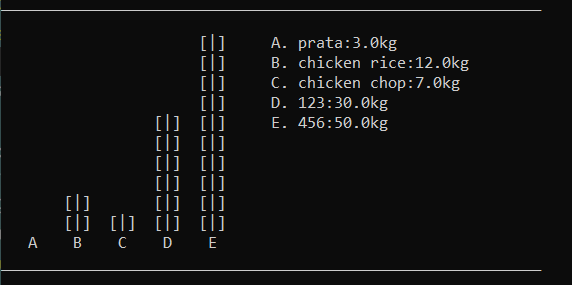 [|] A. prata:3.0kg
[|] B. chicken rice:12.0kg
[|] C. chicken chop:7.0kg
[|] D. 123:30.0kg
[|] [|] E. 456:50.0kg
[|] [|]
[|] [|]
[|] [|]
[|] [|] [|]
[|] [|] [|] [|]
A B C D E